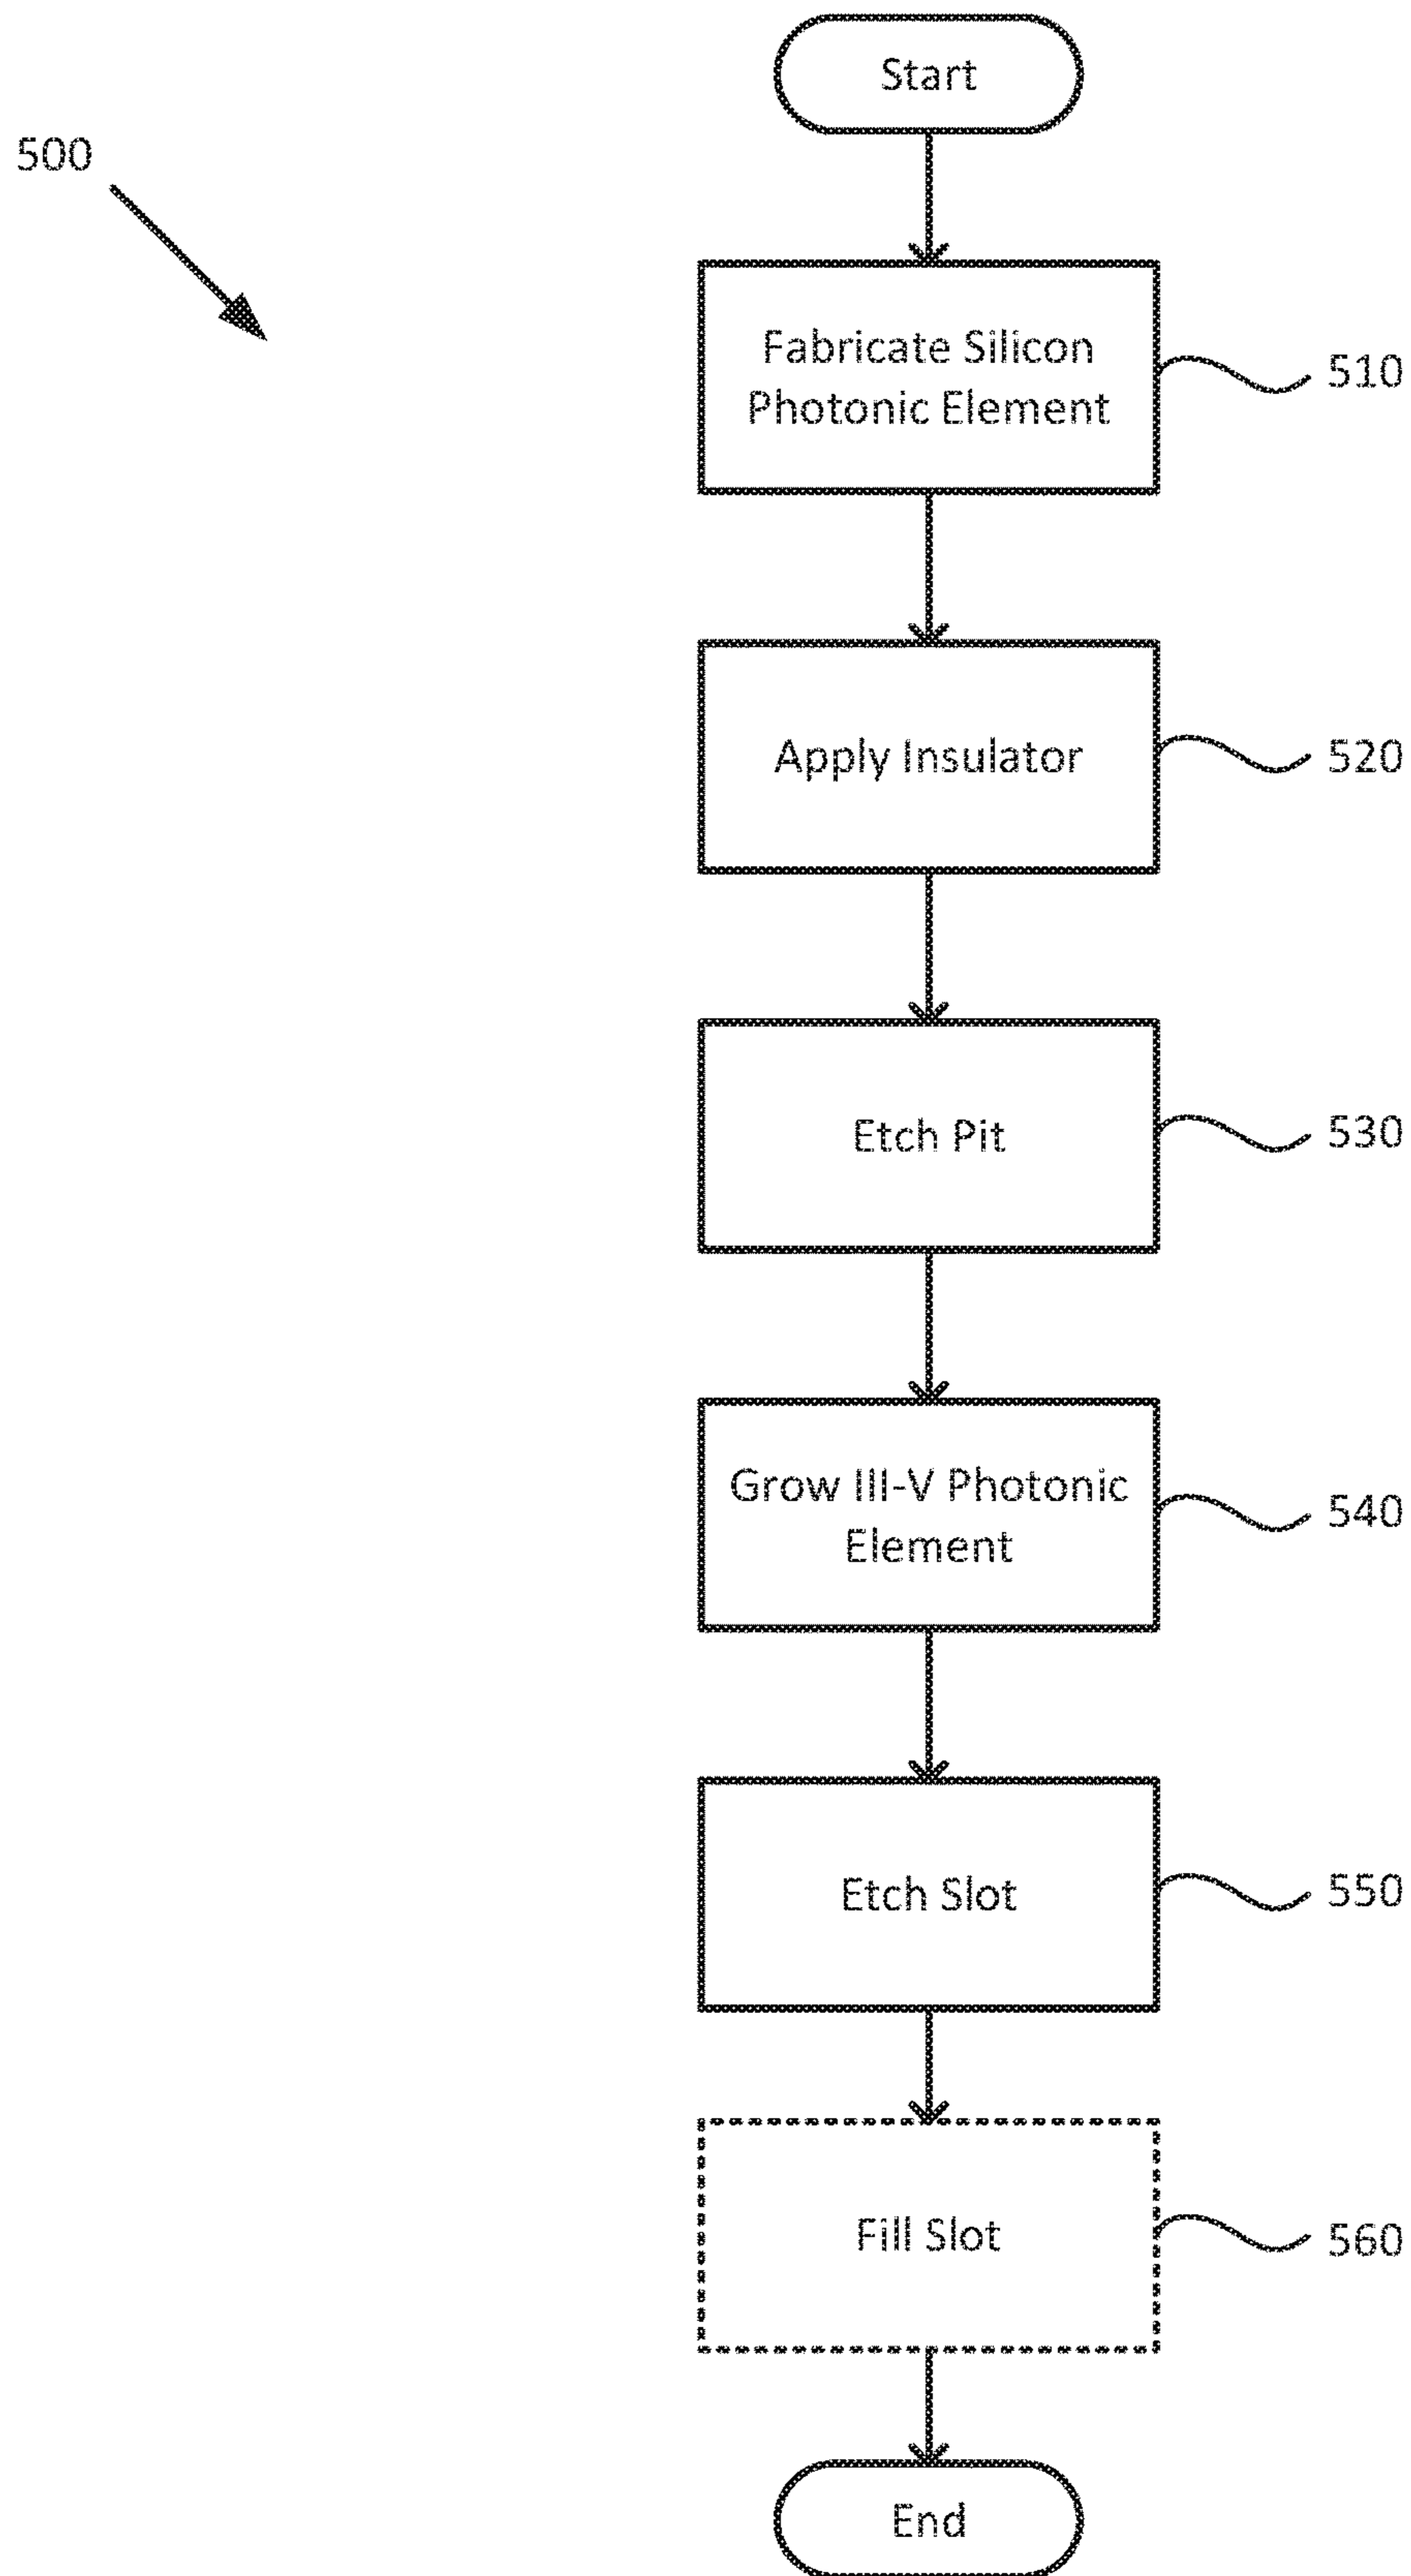 Start
500
Fabricate Silicon
Photonic Element
510
Apply Insulator
520
Etch Pit
530
Grow III-V Photonic
Element
540
Etch Slot
550
Fill Slot
560
End